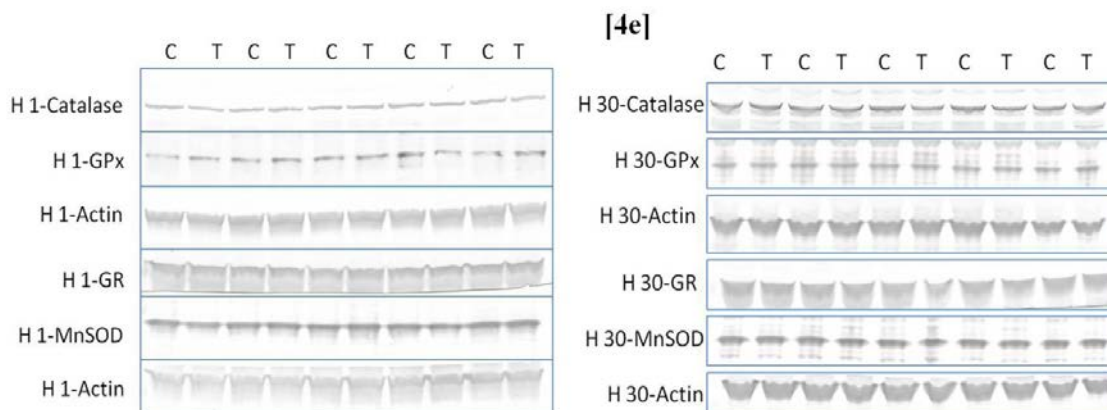 [4e]
C T C T C T C T C T
H 1-Catalase
H 1-GPx
H 1-Actin
H 1-GR
H 1-MnSOD
H 1-Actin
C T C T C T C T C T
H 30-Catalase
H 30-GPx
H 30-Actin
H 30-GR
H 30-MnSOD
H 30-Actin